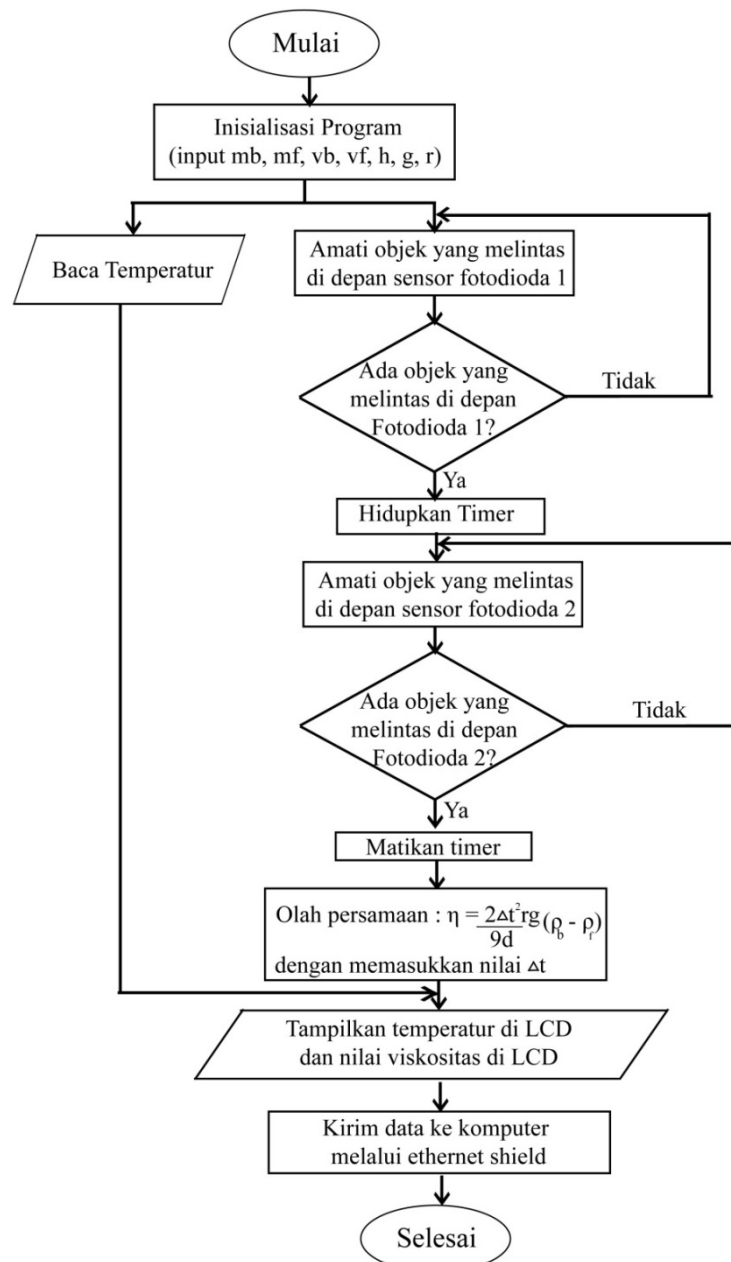 Mulai
Inisialisasi Program
(input mb, mf, vb, vf, h, g, r)
Baca Temperatur
Amati objek yang melintas
di depan sensor fotodioda 1
Ada objek yang
melintas di depan
Fotodioda 1?
Tidak
Ya
Hidupkan Timer
Amati objek yang melintas
di depan sensor fotodioda 2
Ada objek yang
melintas di depan
Fotodioda 2?
Tidak
Ya
Matikan timer
Olah persamaan : η = 2Δt²rg/9d (ρb - ρf)
dengan memasukkan nilai Δt
Tampilkan temperatur di LCD
dan nilai viskositas di LCD
Kirim data ke komputer
melalui ethernet shield
Selesai